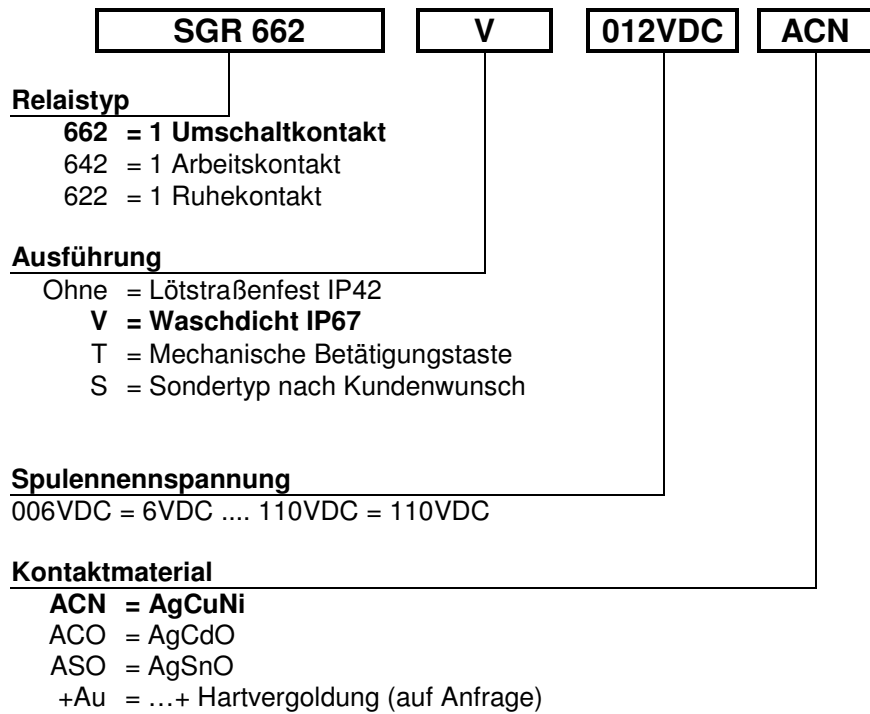 SGR 662 V 012VDC ACN
Relaistyp
662 = 1 Umschaltkontakt
642 = 1 Arbeitskontakt
622 = 1 Ruhekontakt
Ausführung
Ohne = Lötstraßenfest IP42
V = Waschdicht IP67
T = Mechanische Betätigungstaste
S = Sondertyp nach Kundenwunsch
Spulennennspannung
006VDC = 6VDC .... 110VDC = 110VDC
Kontaktmaterial
ACN = AgCuNi
ACO = AgCdO
ASO = AgSnO
+Au = …+ Hartvergoldung (auf Anfrage)